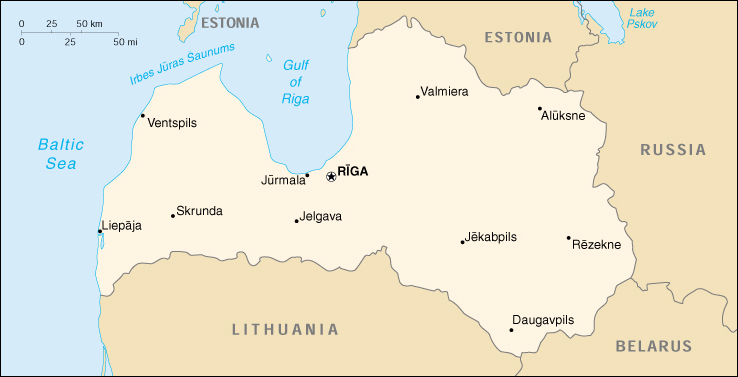 0 25 50 km
0 25 50 mi
ESTONIA
Lake
Pskov
ESTONIA
Irbes Jūras Saunums
Gulf
of
Riga
Valmiera
Alūksne
Ventspils
Baltic
Sea
RUSSIA
RĪGA
Jūrmala
Skrunda
Jelgava
Liepāja
Jēkabpils
Rēzekne
Daugavpils
LITHUANIA
BELARUS